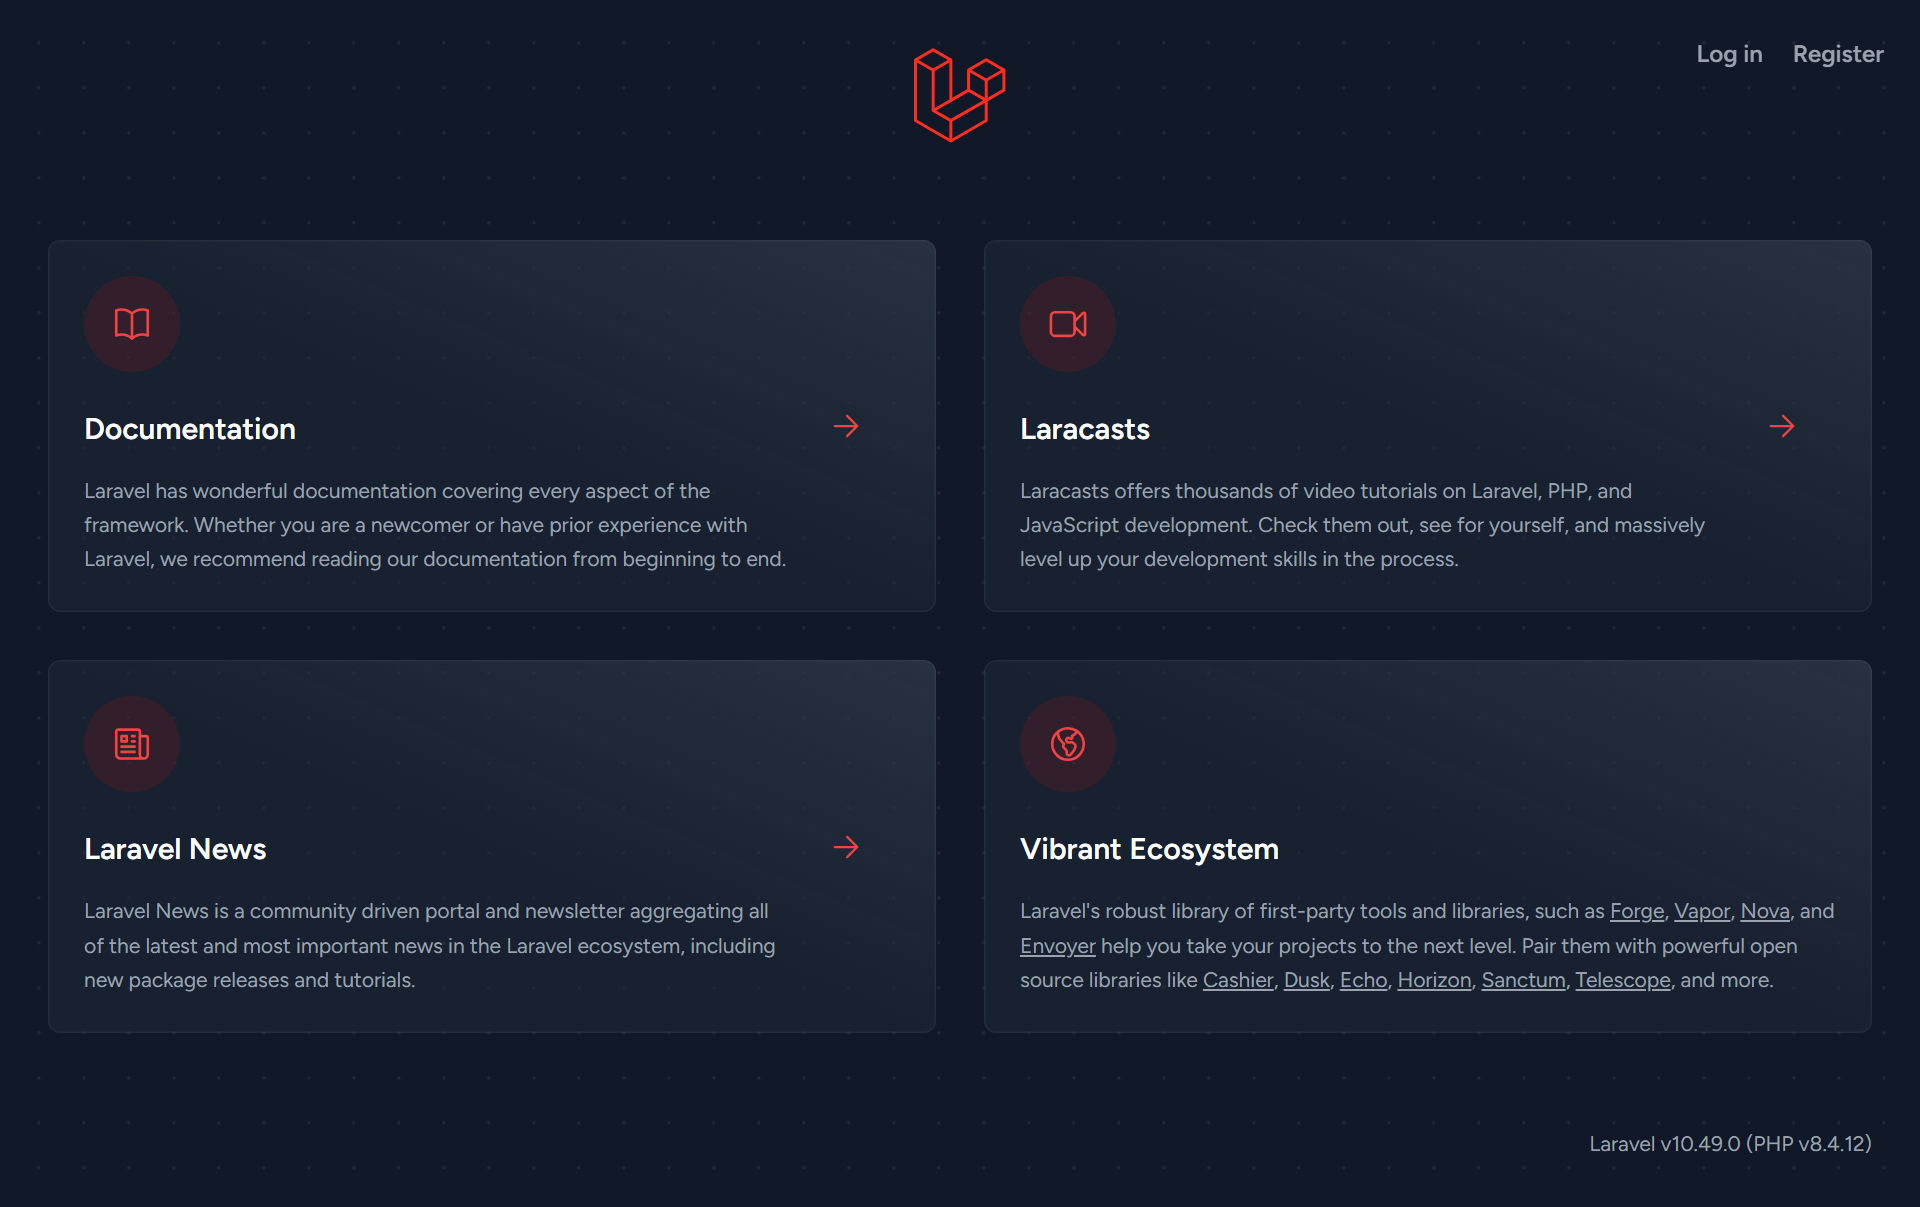 Log in Register
Documentation
Laravel has wonderful documentation covering every aspect of the
framework. Whether you are a newcomer or have prior experience with
Laravel, we recommend reading our documentation from beginning to end.
Laracasts
Laracasts offers thousands of video tutorials on Laravel, PHP, and
JavaScript development. Check them out, see for yourself, and massively
level up your development skills in the process.
Laravel News
Laravel News is a community driven portal and newsletter aggregating all
of the latest and most important news in the Laravel ecosystem, including
new package releases and tutorials.
Vibrant Ecosystem
Laravel's robust library of first-party tools and libraries, such as Forge, Vapor, Nova, and
Envoyer help you take your projects to the next level. Pair them with powerful open
source libraries like Cashier, Dusk, Echo, Horizon, Sanctum, Telescope, and more.
Laravel v10.49.0 (PHP v8.4.12)